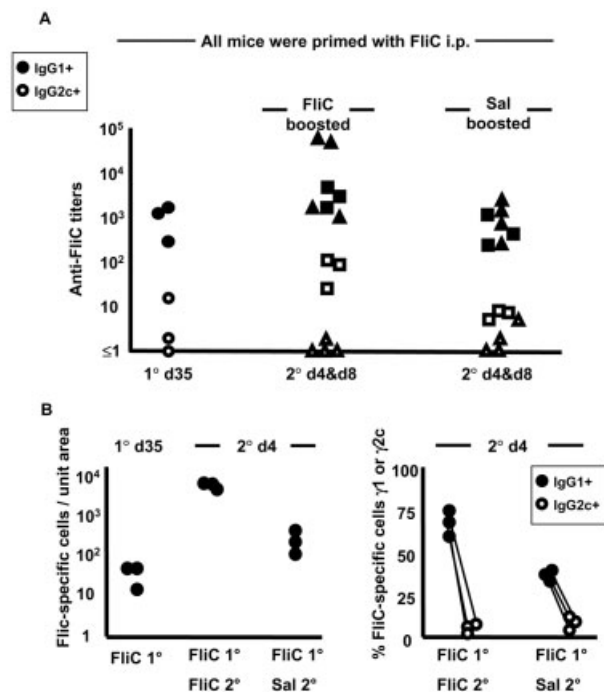 A
All mice were primed with FliC i.p.
IgG1+
IgG2c+
FliC
boosted
Sal
boosted
Anti-FliC titers
10⁵
10⁴
10³
10²
10
≤1
1° d35
2° d4&d8
2° d4&d8
B
1° d35
2° d4
Flic-specific cells / unit area
10⁴
10³
10²
10
1
FliC 1°
FliC 1°
FliC 2°
FliC 1°
Sal 2°
2° d4
% FliC-specific cells γ1 or γ2c
100
75
50
25
0
IgG1+
IgG2c+
FliC 1°
FliC 2°
FliC 1°
Sal 2°